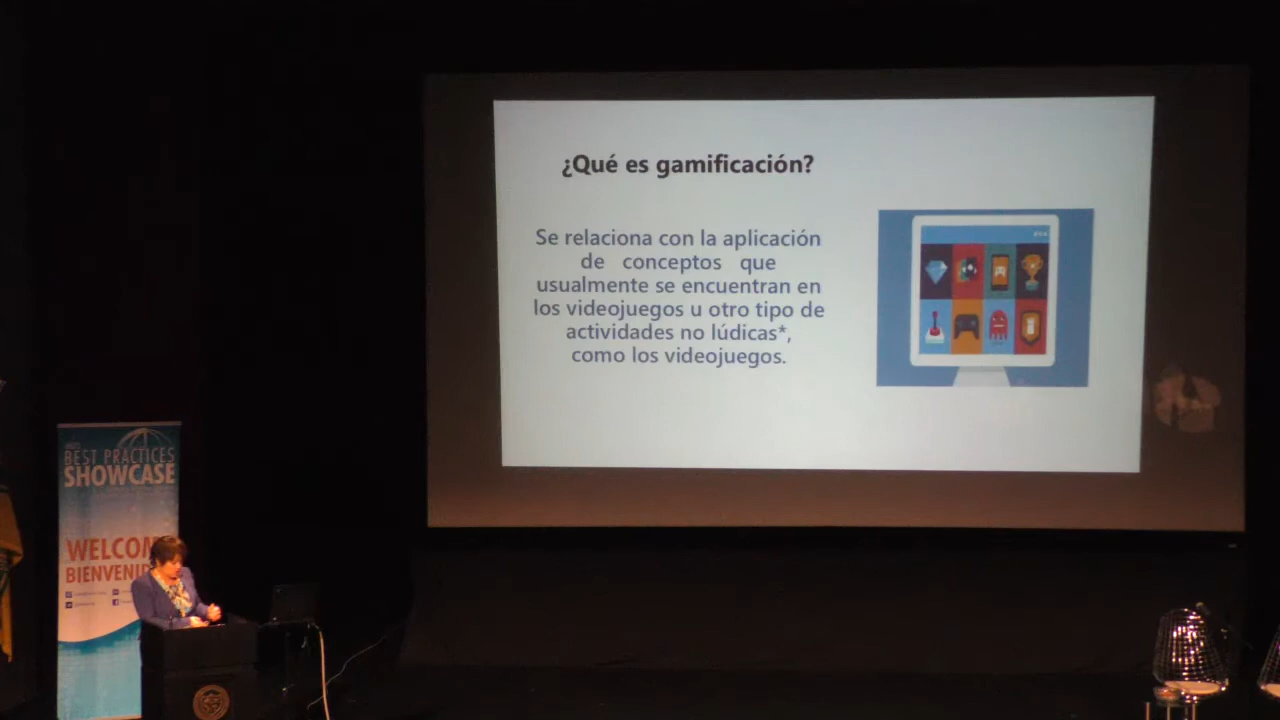 ¿Qué es gamificación?
Se relaciona con la aplicación
de conceptos que
usualmente se encuentran en
los videojuegos u otro tipo de
actividades no lúdicas*,
como los videojuegos.
BEST PRACTICES
SHOWCASE
WELCOM
BIENVENID